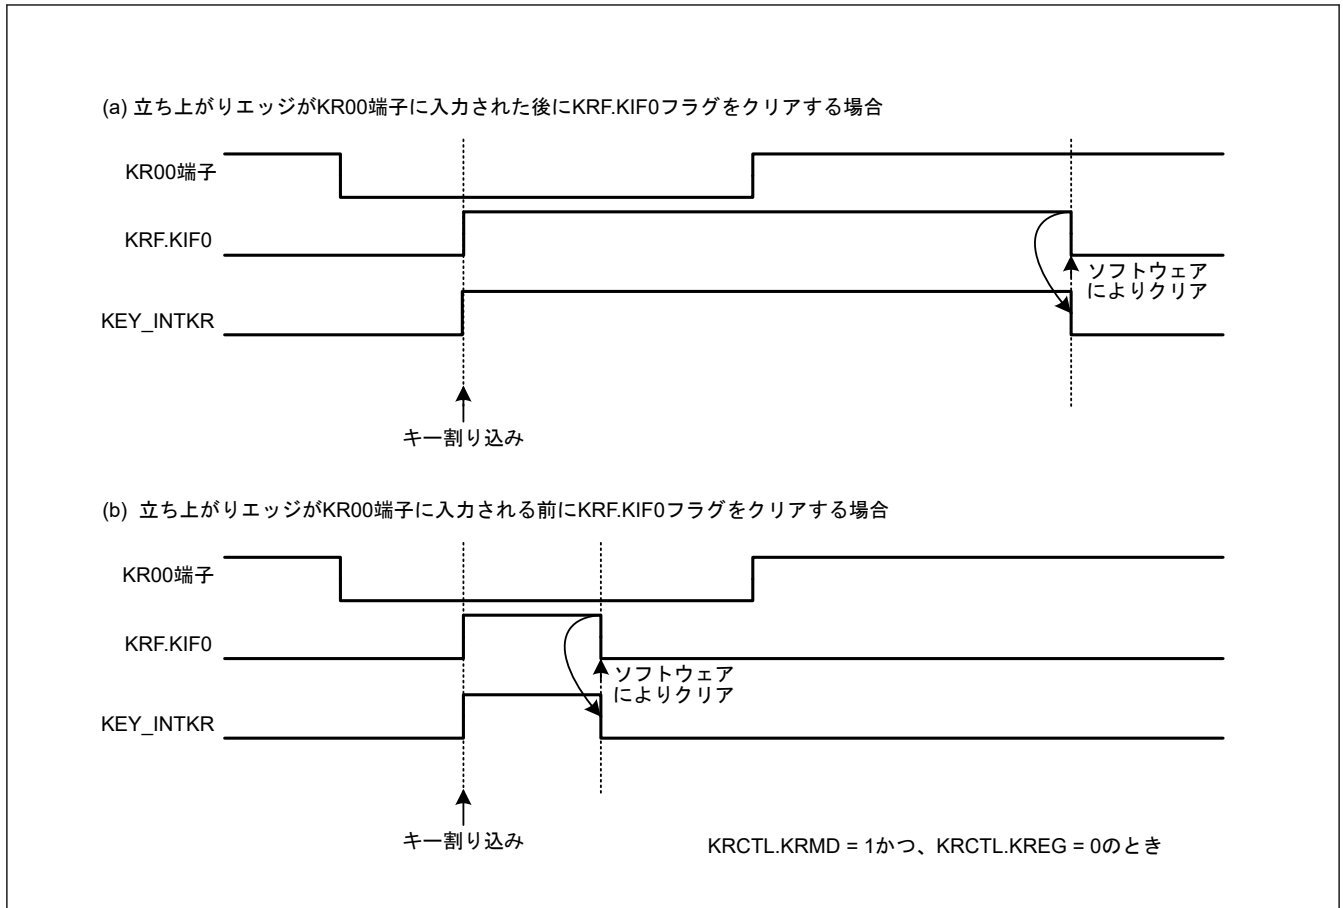 (a) 立ち上がりエッジがKR00端子に入力された後にKRF.KIF0フラグをクリアする場合
KR00端子
KRF.KIF0
ソフトウェア
によりクリア
KEY_INTKR
キー割り込み
(b) 立ち上がりエッジがKR00端子に入力される前にKRF.KIF0フラグをクリアする場合
KR00端子
KRF.KIF0
ソフトウェア
によりクリア
KEY_INTKR
キー割り込み
KRCTL.KRMD = 1かつ、KRCTL.KREG = 0のとき